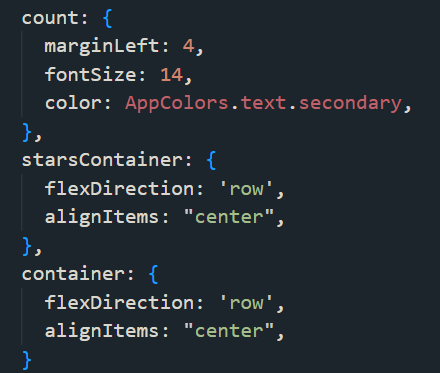 count: {
marginLeft: 4,
fontSize: 14,
color: AppColors.text.secondary,
},
starsContainer: {
flexDirection: 'row',
alignItems: "center",
},
container: {
flexDirection: 'row',
alignItems: "center",
}